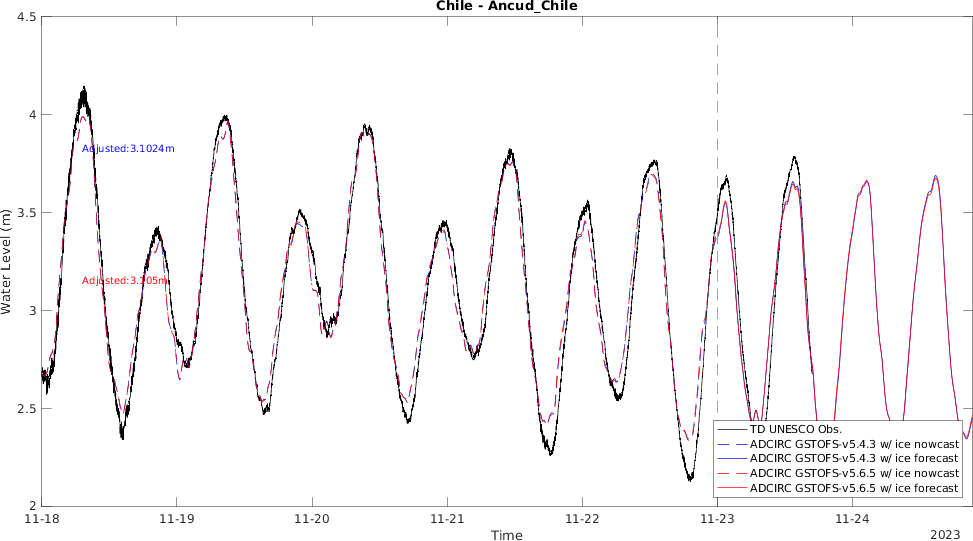 Chile - Ancud_Chile
4.5
4
3.5
3
2.5
2
Water Level (m)
Adjusted:3.1024m
Adjusted:3.105m
TD UNESCO Obs.
ADCIRC GSTOFS-v5.4.3 w/ ice nowcast
ADCIRC GSTOFS-v5.4.3 w/ ice forecast
ADCIRC GSTOFS-v5.6.5 w/ ice nowcast
ADCIRC GSTOFS-v5.6.5 w/ ice forecast
11-18 11-19 11-20 11-21 11-22 11-23 11-24
Time
2023